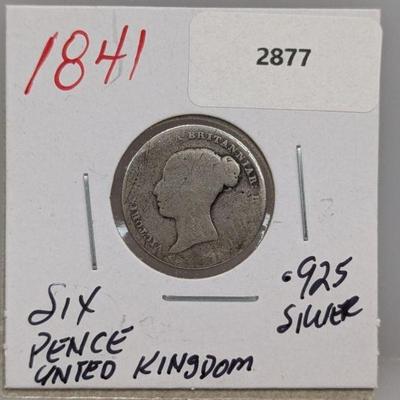 1841
2877
BRITANNIAR
VICTORIA
SIX
PENCE
UNITED KINGDOM
.925
SILVER